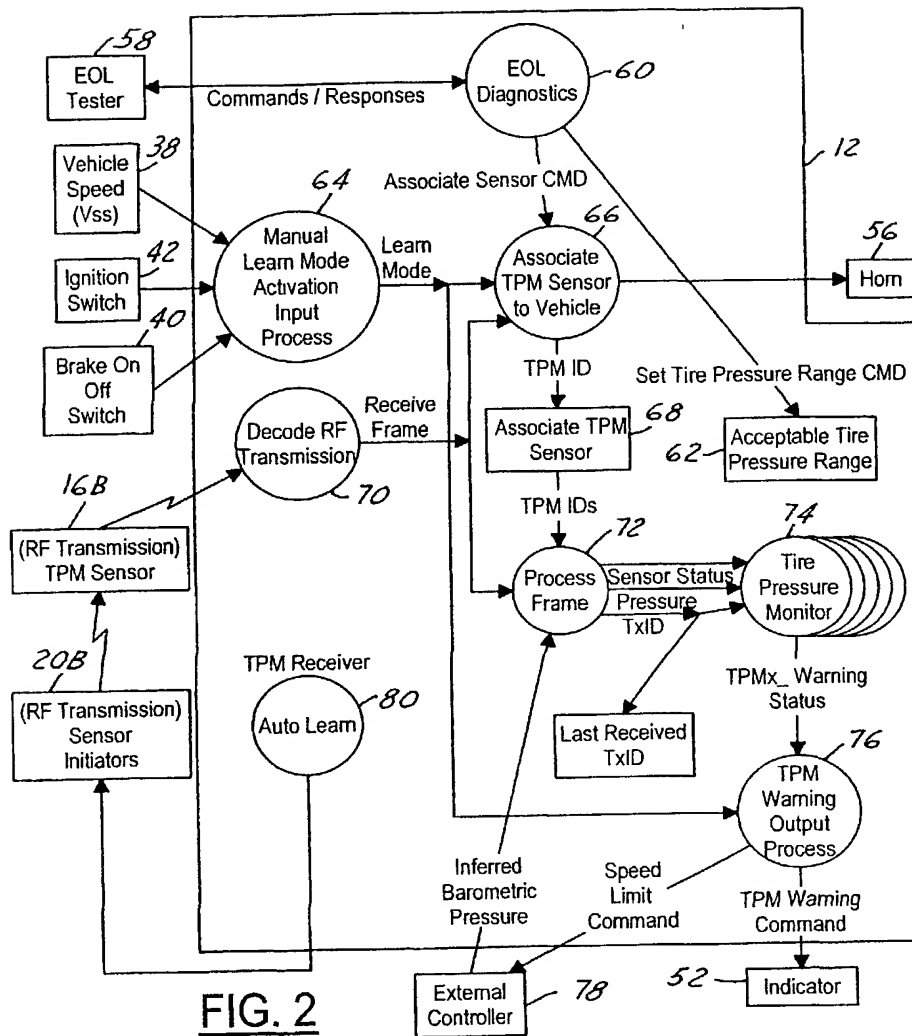 58
EOL
Tester
Commands / Responses
EOL
Diagnostics
60
12
Vehicle
Speed
(Vss)
38
Associate Sensor CMD
64
Manual
Learn Mode
Activation
Input
Process
Learn
Mode
66
Associate
TPM Sensor
to Vehicle
56
Horn
42
Ignition
Switch
40
Brake On
Off
Switch
TPM ID
Set Tire Pressure Range CMD
Decode RF
Transmission
70
Receive
Frame
Associate TPM
Sensor
68
62
Acceptable Tire
Pressure Range
TPM IDs
16B
(RF Transmission)
TPM Sensor
72
Process
Frame
Sensor Status
Pressure
TxID
74
Tire
Pressure
Monitor
20B
(RF Transmission)
Sensor
Initiators
TPM Receiver
Auto Learn
80
Last Received
TxID
TPMx_ Warning
Status
76
TPM
Warning
Output
Process
Inferred
Barometric
Pressure
Speed
Limit
Command
TPM Warning
Command
FIG. 2
External
Controller
78
52
Indicator